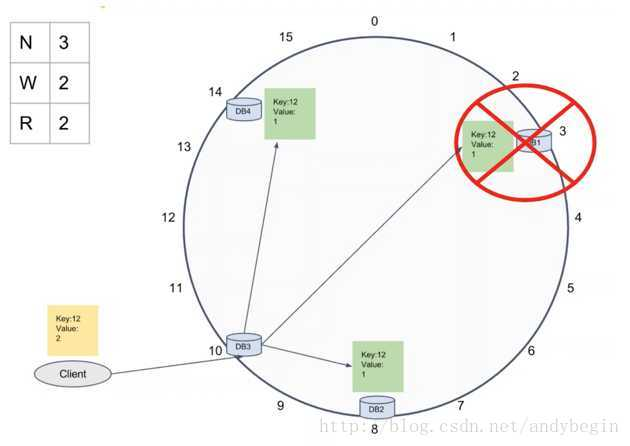 N 3
W 2
R 2
0
1
2
3
4
5
6
7
8
9
10
11
12
13
14
15
DB4
Key:12
Value:
1
Key:12
Value:
1
DB1
Key:12
Value:
2
Client
DB3
Key:12
Value:
1
DB2
http://blog.csdn.net/andybegin